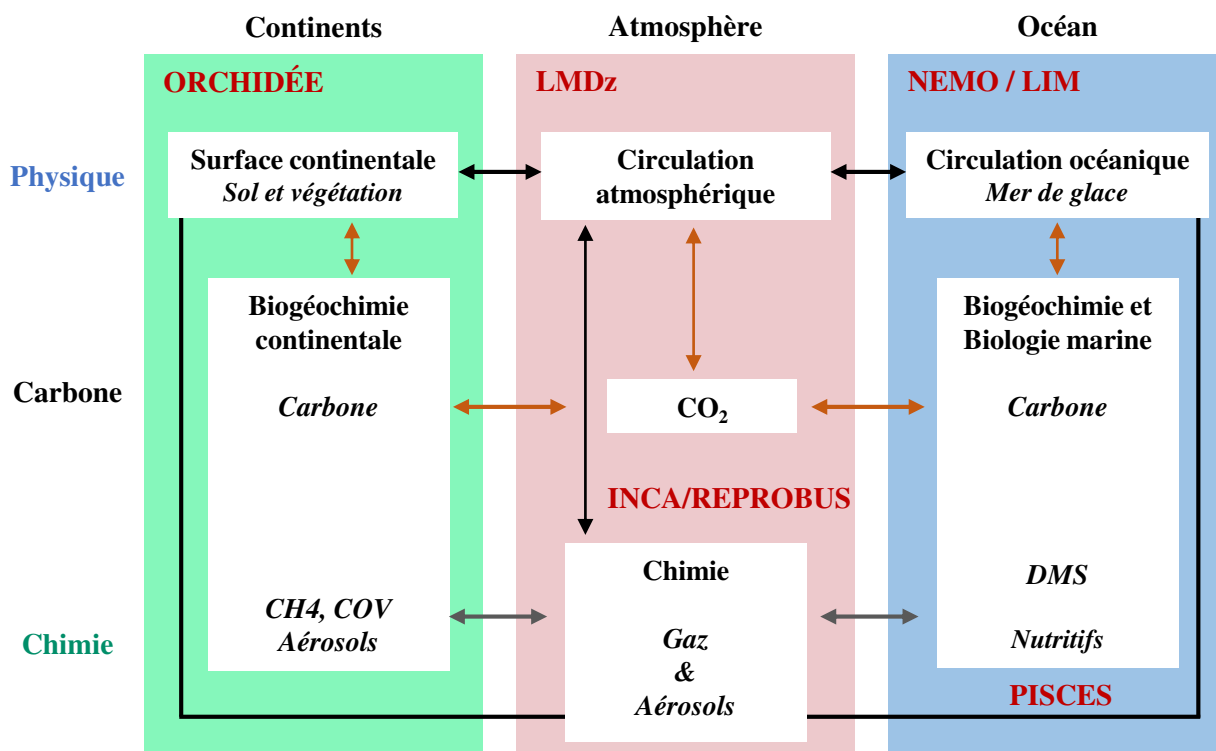 Continents
Atmosphère
Océan
ORCHIDÉE
LMDz
NEMO / LIM
Physique
Surface continentale
Sol et végétation
Circulation
atmosphérique
Circulation océanique
Mer de glace
Carbone
Biogéochimie
continentale
Carbone
CO₂
Biogéochimie et
Biologie marine
Carbone
INCA/REPROBUS
Chimie
CH4, COV
Aérosols
Chimie
Gaz
&
Aérosols
DMS
Nutritifs
PISCES